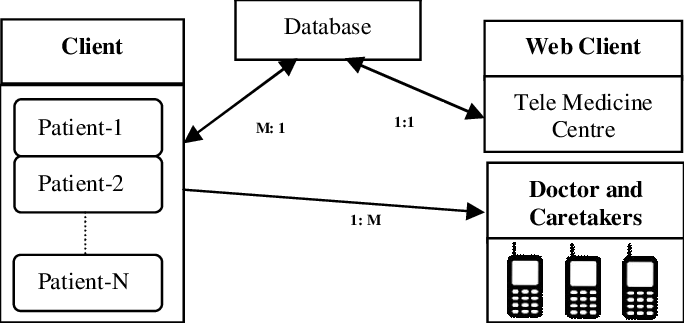 Client
Patient-1
Patient-2
Patient-N
Database
M: 1
1:1
1: M
Web Client
Tele Medicine
Centre
Doctor and
Caretakers